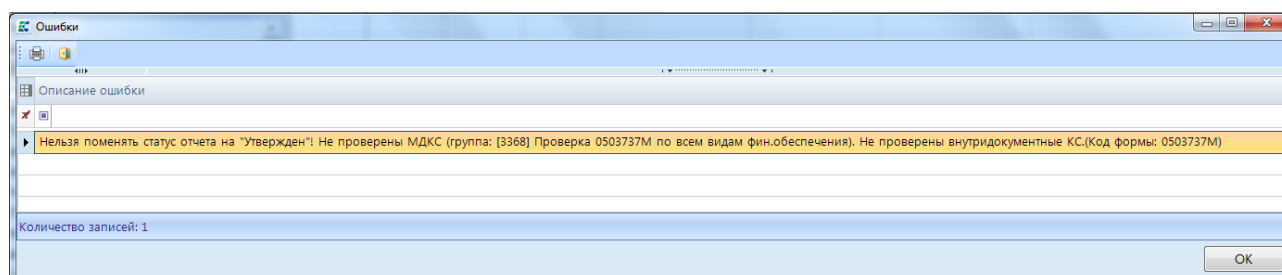 Ошибки
Описание ошибки
Нельзя поменять статус отчета на "Утвержден"! Не проверены МДКС (группа: [3368] Проверка 0503737М по всем видам фин.обеспечения). Не проверены внутридокументные КС.(Код формы: 0503737М)
Количество записей: 1
ОК